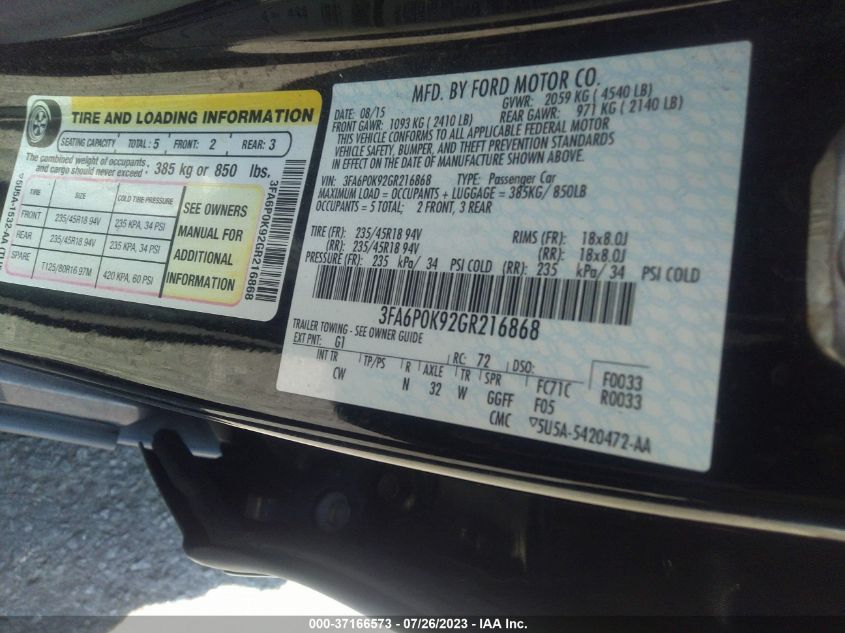 TIRE AND LOADING INFORMATION
SEATING CAPACITY TOTAL: 5 FRONT: 2 REAR: 3
The combined weight of occupants
and cargo should never exceed: 385 kg or 850 lbs.
TIRE SIZE COLD TIRE PRESSURE
FRONT 235/45R18 94V 235 KPA, 34 PSI
REAR 235/45R18 94V 235 KPA, 34 PSI
SPARE T125/80R16 97M 420 KPA, 60 PSI
SEE OWNERS
MANUAL FOR
ADDITIONAL
INFORMATION
3FA6P0K92GR216868
MFD. BY FORD MOTOR CO.
DATE: 08/15 GVWR: 2059 KG ( 4540 LB)
FRONT GAWR: 1093 KG ( 2410 LB) REAR GAWR: 971 KG ( 2140 LB)
THIS VEHICLE CONFORMS TO ALL APPLICABLE FEDERAL MOTOR
VEHICLE SAFETY, BUMPER, AND THEFT PREVENTION STANDARDS
IN EFFECT ON THE DATE OF MANUFACTURE SHOWN ABOVE.
VIN: 3FA6P0K92GR216868 TYPE: Passenger Car
MAXIMUM LOAD = OCCUPANTS + LUGGAGE = 385KG/ 850LB
OCCUPANTS = 5 TOTAL; 2 FRONT, 3 REAR
TIRE (FR): 235/45R18 94V RIMS (FR): 18x8.0J
(RR): 235/45R18 94V (RR): 18x8.0J
PRESSURE (FR): 235 kPa/ 34 PSI COLD (RR): 235 kPa/ 34 PSI COLD
3FA6P0K92GR216868
TRAILER TOWING - SEE OWNER GUIDE
EXT PNT: G1 RC: 72 DSO:
INT TR TP/PS R AXLE TR SPR FC71C F0033
CW N 32 W GGFF F05 R0033
CMC 5U5A-5420472-AA
000-37166573 - 07/26/2023 - IAA Inc.